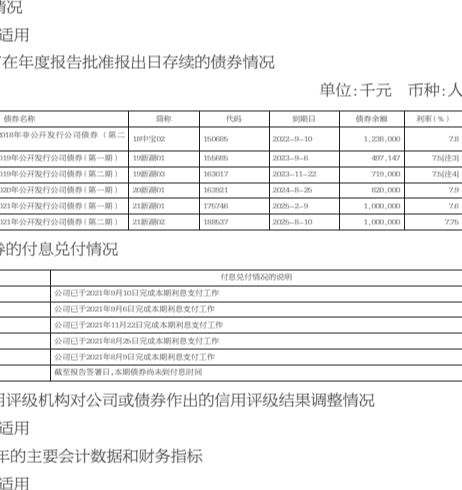 情况
适用
在年度报告批准报出日存续的债券情况
单位:千元 币种:人
债券名称 简称 代码 到期日 债券余额 利率(%)
2018年非公开发行公司债券(第二 18中宝02 150685 2022-9-10 1,238,000 7.8
019年公开发行公司债券(第一期) 19新湖01 155685 2023-9-6 497,147 7.5[注3]
019年公开发行公司债券(第二期) 19新湖03 163017 2023-11-22 719,000 7.5[注4]
020年公开发行公司债券(第一期) 20新湖01 163921 2024-8-25 820,000 7.9
021年公开发行公司债券(第一期) 21新湖01 175746 2025-2-9 1,000,000 7.6
021年公开发行公司债券(第二期) 21新湖02 188537 2025-8-10 1,000,000 7.75
券的付息兑付情况
付息兑付情况的说明
公司已于2021年9月10日完成本期利息支付工作
公司已于2021年9月6日完成本期利息支付工作
公司已于2021年11月22日完成本期利息支付工作
公司已于2021年8月25日完成本期利息支付工作
公司已于2021年8月9日完成本期利息支付工作
截至报告签署日,本期债券尚未到付息时间
用评级机构对公司或债券作出的信用评级结果调整情况
适用
年的主要会计数据和财务指标
适用